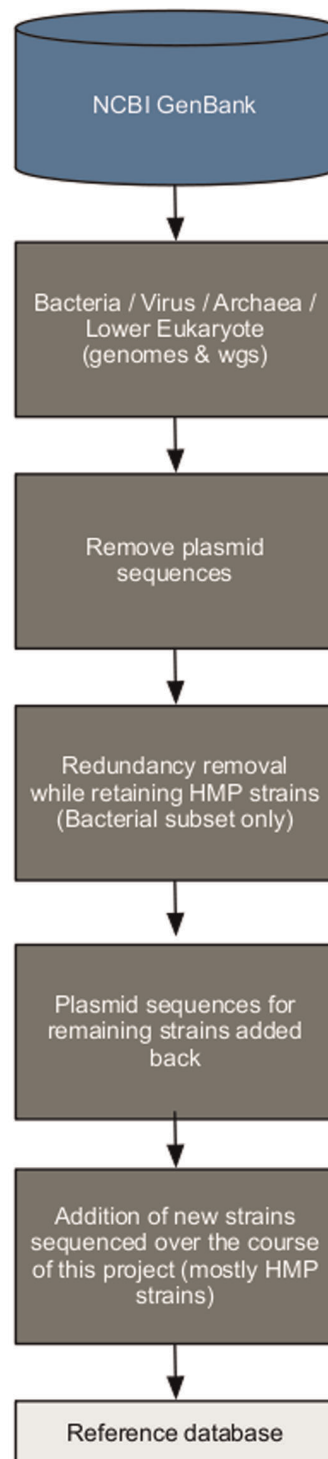 NCBI GenBank
Bacteria / Virus / Archaea /
Lower Eukaryote
(genomes & wgs)
Remove plasmid
sequences
Redundancy removal
while retaining HMP strains
(Bacterial subset only)
Plasmid sequences for
remaining strains added
back
Addition of new strains
sequenced over the course
of this project (mostly HMP
strains)
Reference database